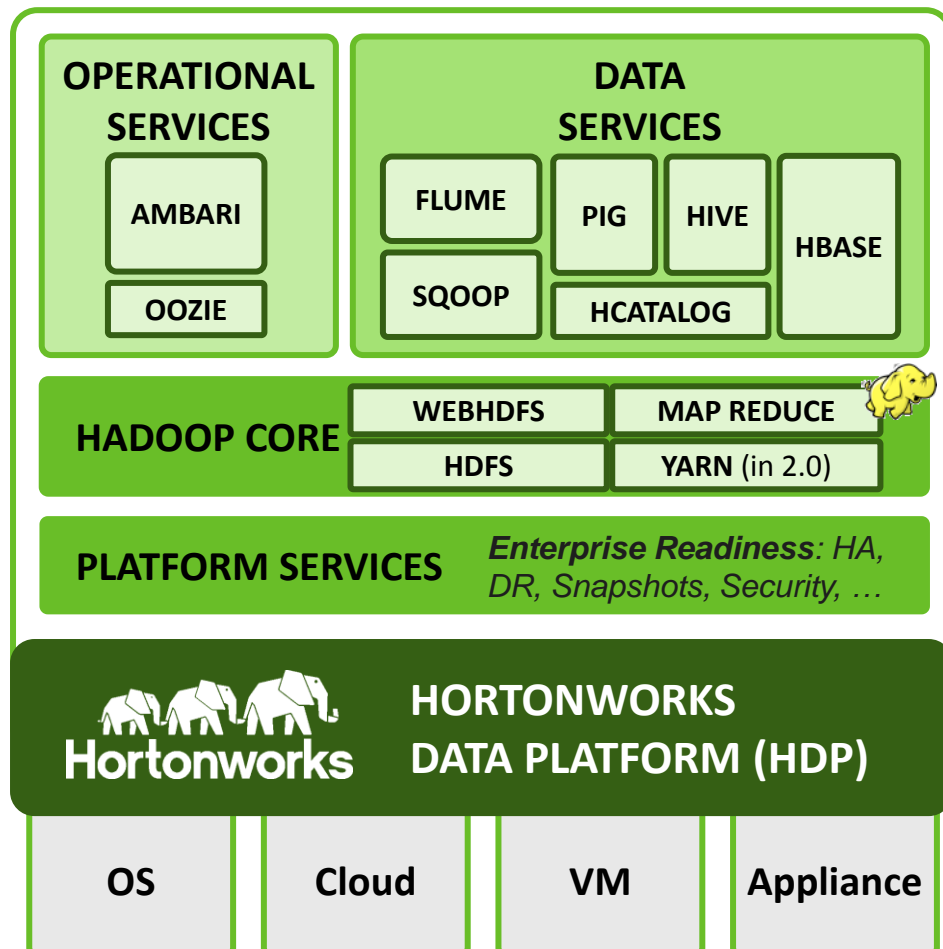 OPERATIONAL
SERVICES
AMBARI
OOZIE
DATA
SERVICES
FLUME
SQOOP
PIG
HIVE
HCATALOG
HBASE
HADOOP CORE
WEBHDFS
MAP REDUCE
HDFS
YARN (in 2.0)
PLATFORM SERVICES
Enterprise Readiness: HA,
DR, Snapshots, Security, …
Hortonworks
HORTONWORKS
DATA PLATFORM (HDP)
OS
Cloud
VM
Appliance